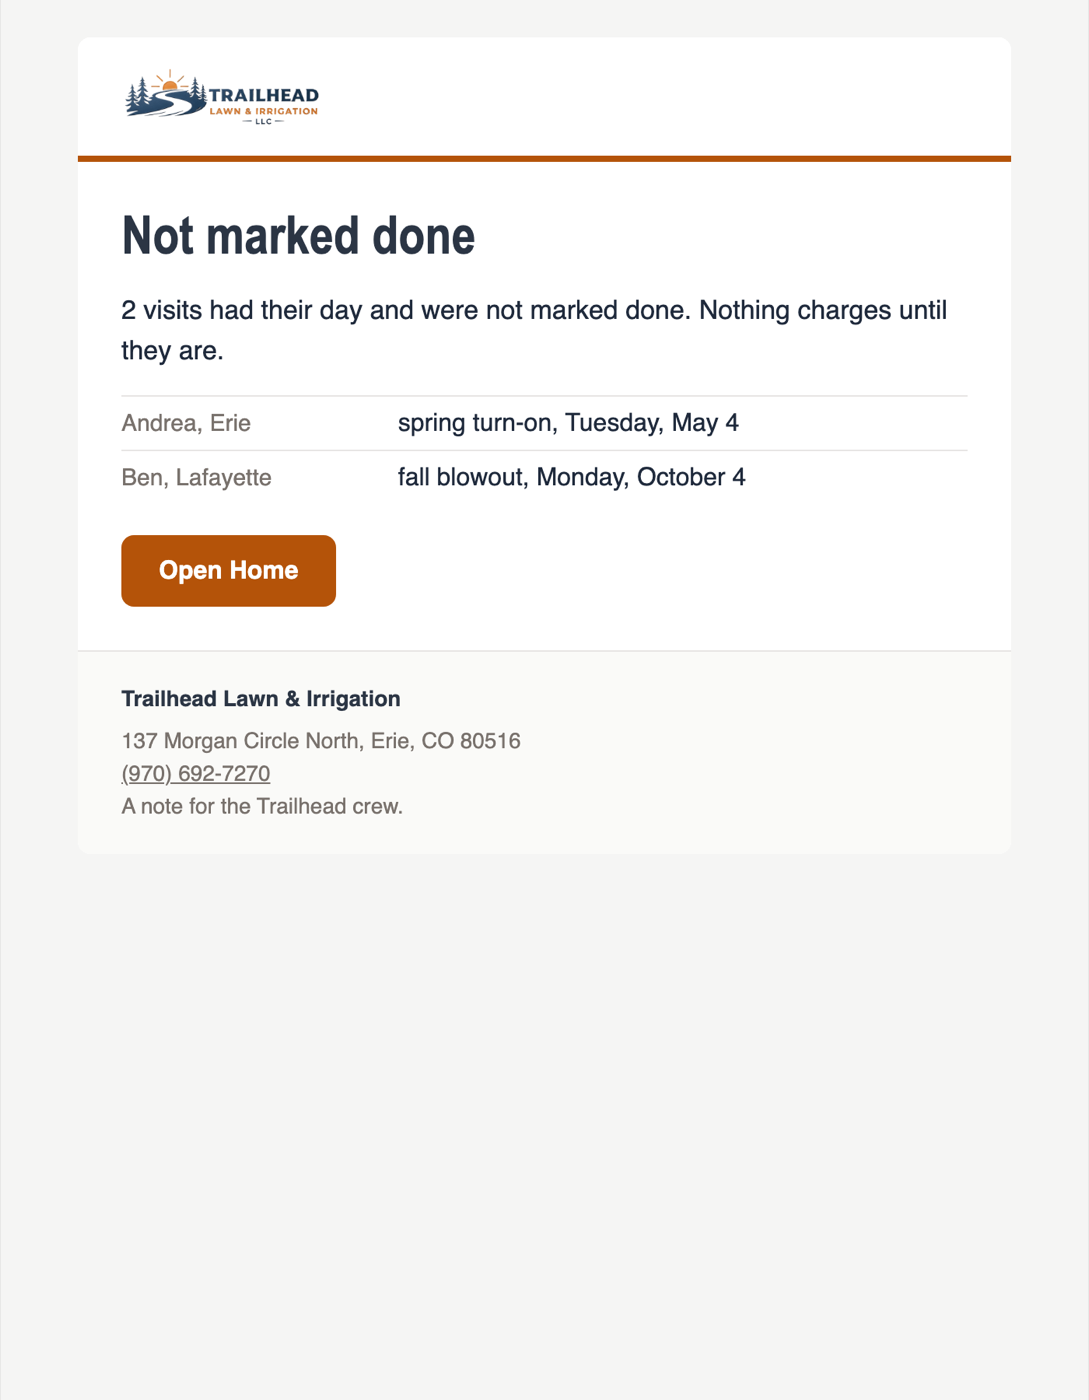 TRAILHEAD
LAWN & IRRIGATION
LLC
Not marked done
2 visits had their day and were not marked done. Nothing charges until
they are.
Andrea, Erie spring turn-on, Tuesday, May 4
Ben, Lafayette fall blowout, Monday, October 4
Open Home
Trailhead Lawn & Irrigation
137 Morgan Circle North, Erie, CO 80516
(970) 692-7270
A note for the Trailhead crew.